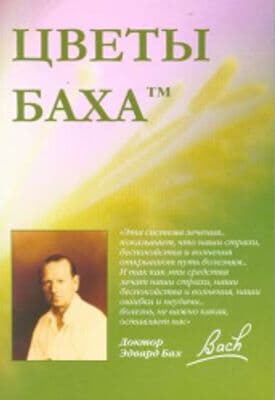 ЦВЕТЫ
БАХА™
«Эта система лечения..
показывает, что наши страхи,
беспокойства и волнения
открывают путь болезням..
И так как эти средства
лечат наши страхи, наши
беспокойства и волнения, наши
ошибки и неудачи..
болезнь, не важно какая,
оставляет нас»
Доктор
Эдвард Бах
Bach